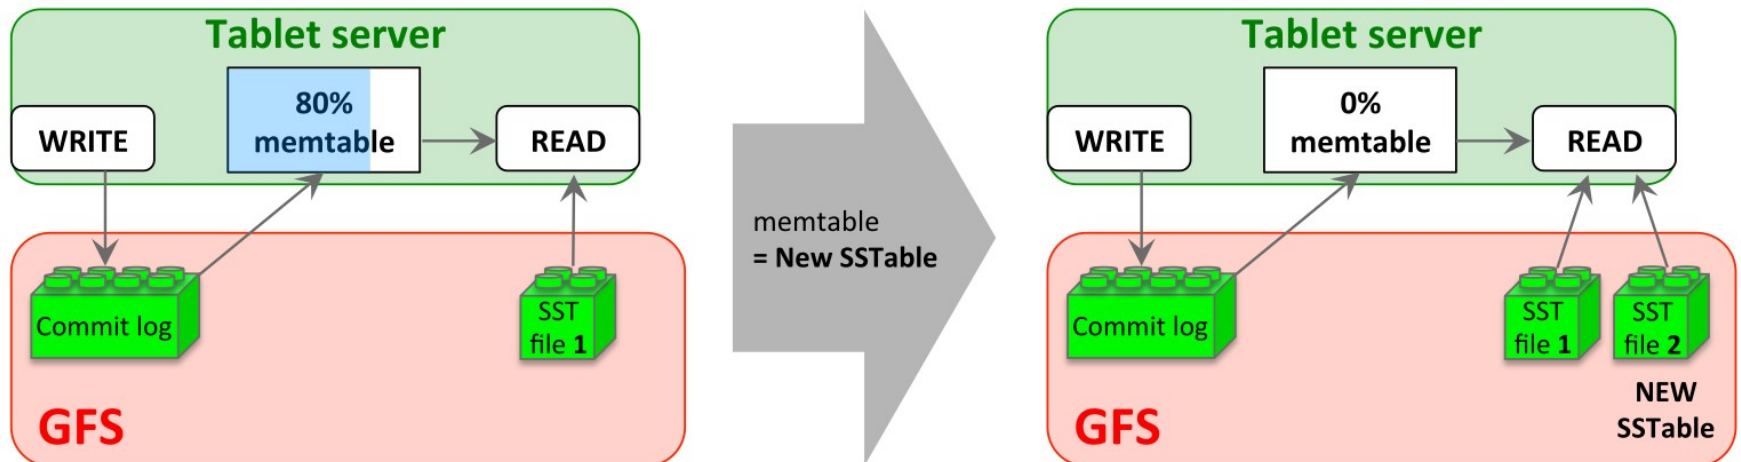 Tablet server
80%
memtable
WRITE
READ
Commit log
SST
file 1
GFS
memtable
= New SSTable
Tablet server
0%
memtable
WRITE
READ
Commit log
SST
file 1
SST
file 2
NEW
SSTable
GFS